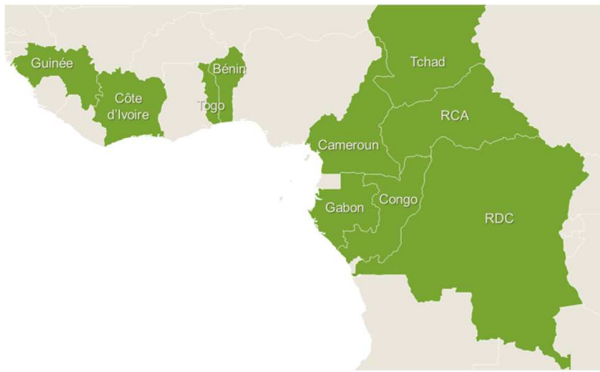 Guinée
Côte
d'Ivoire
Togo
Bénin
Tchad
RCA
Cameroun
Gabon
Congo
RDC